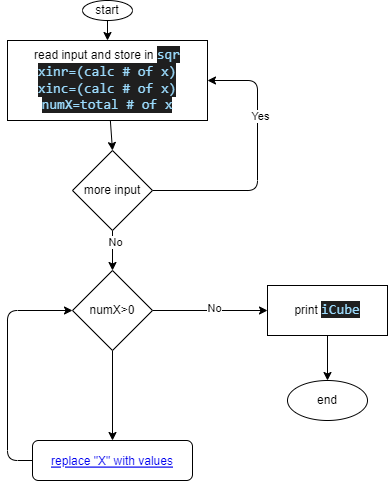 start
read input and store in sqr
xinr=(calc # of x)
xinc=(calc # of x)
numX=total # of x
Yes
more input
No
numX>0
No
print iCube
end
replace "X" with values